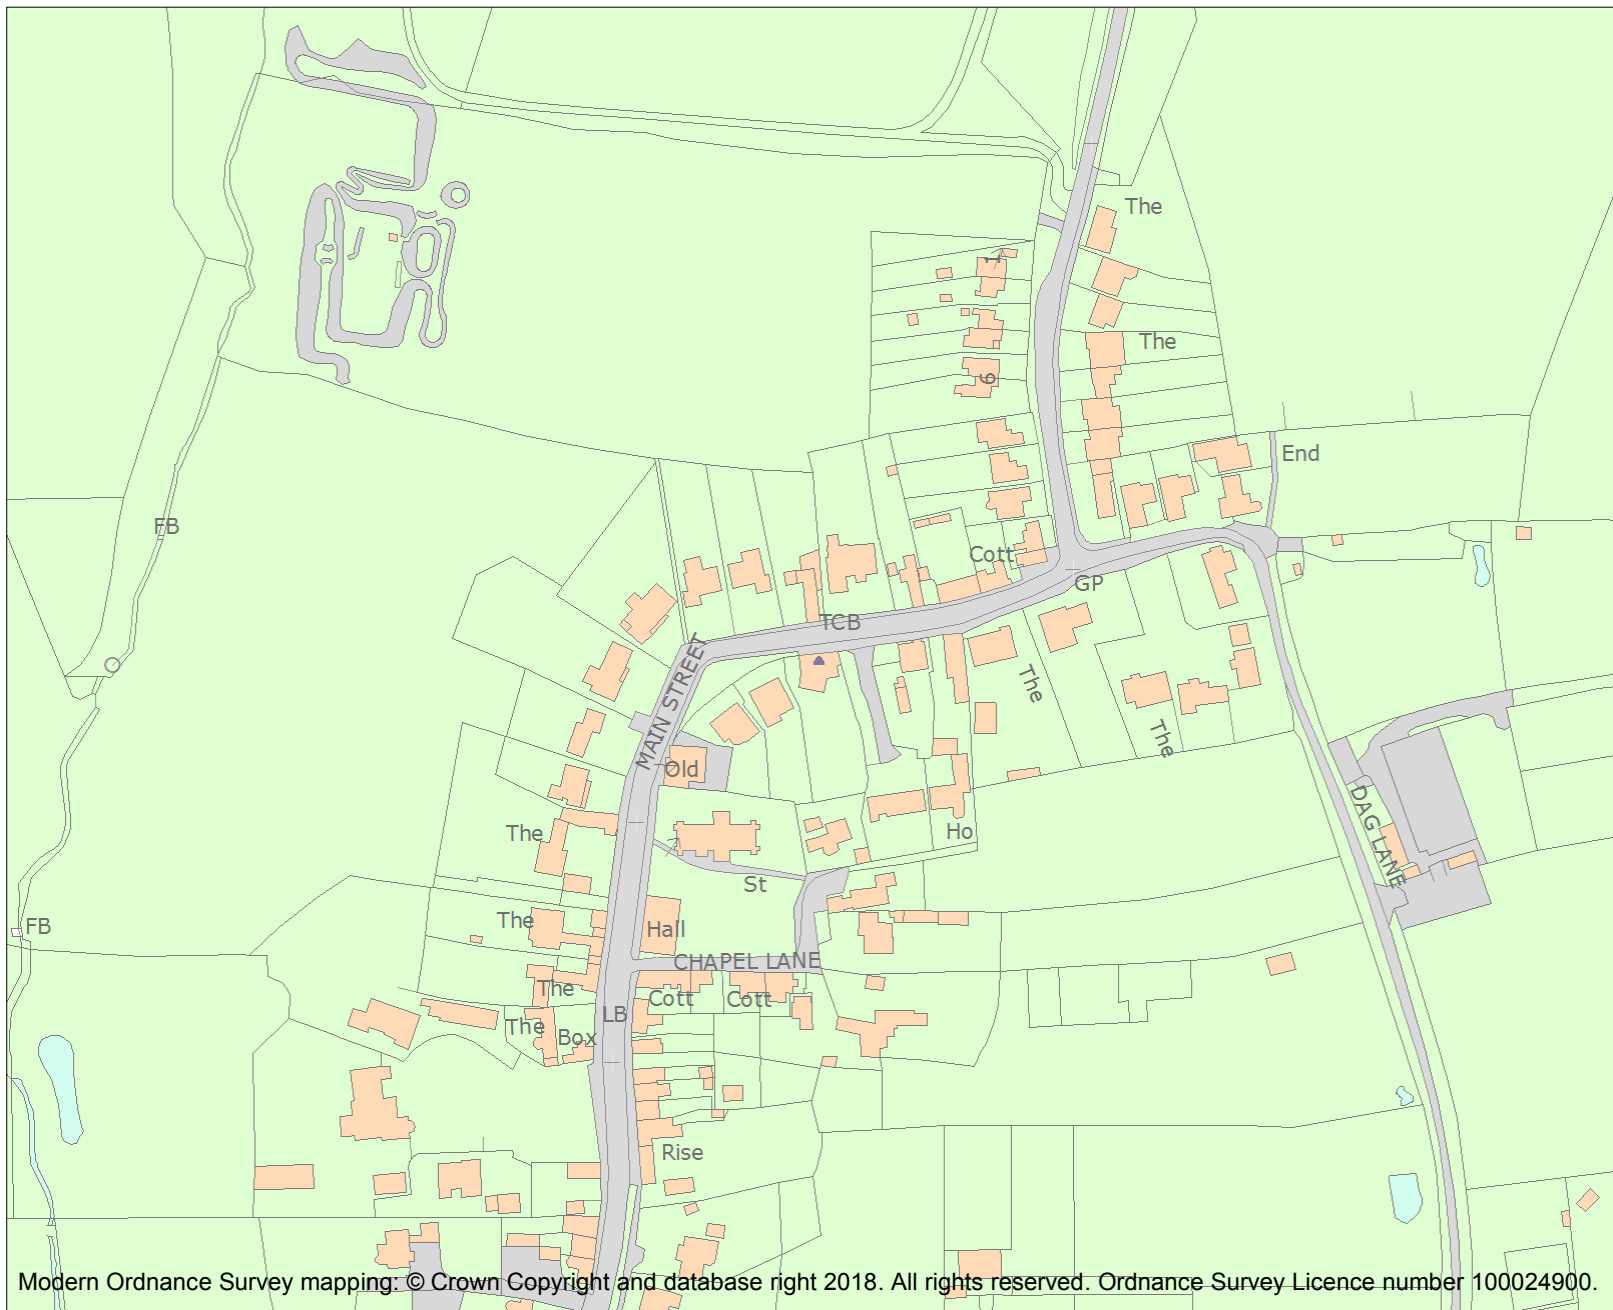 The
1
The
6
End
FB
Cott
GP
TCB
MAIN STREET
The
The
Old
DAG LANE
The
Ho
St
The
Hall
FB
CHAPEL LANE
The
Cott
Cott
The
LB
Box
Rise
Modern Ordnance Survey mapping: © Crown Copyright and database right 2018. All rights reserved. Ordnance Survey Licence number 100024900.